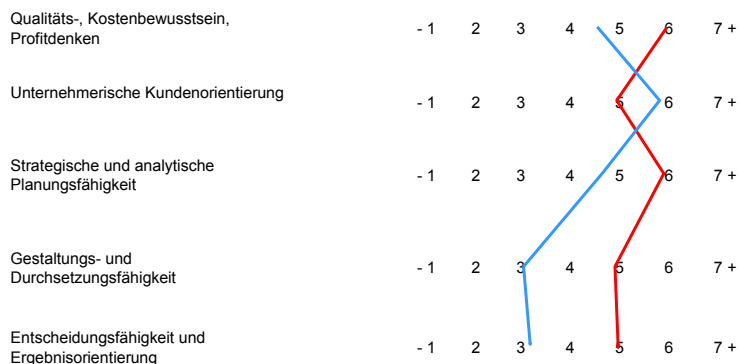 Qualitäts-, Kostenbewusstsein,
Profitdenken
- 1 2 3 4 5 6 7 +
Unternehmerische Kundenorientierung
- 1 2 3 4 5 6 7 +
Strategische und analytische
Planungsfähigkeit
- 1 2 3 4 5 6 7 +
Gestaltungs- und
Durchsetzungsfähigkeit
- 1 2 3 4 5 6 7 +
Entscheidungsfähigkeit und
Ergebnisorientierung
- 1 2 3 4 5 6 7 +